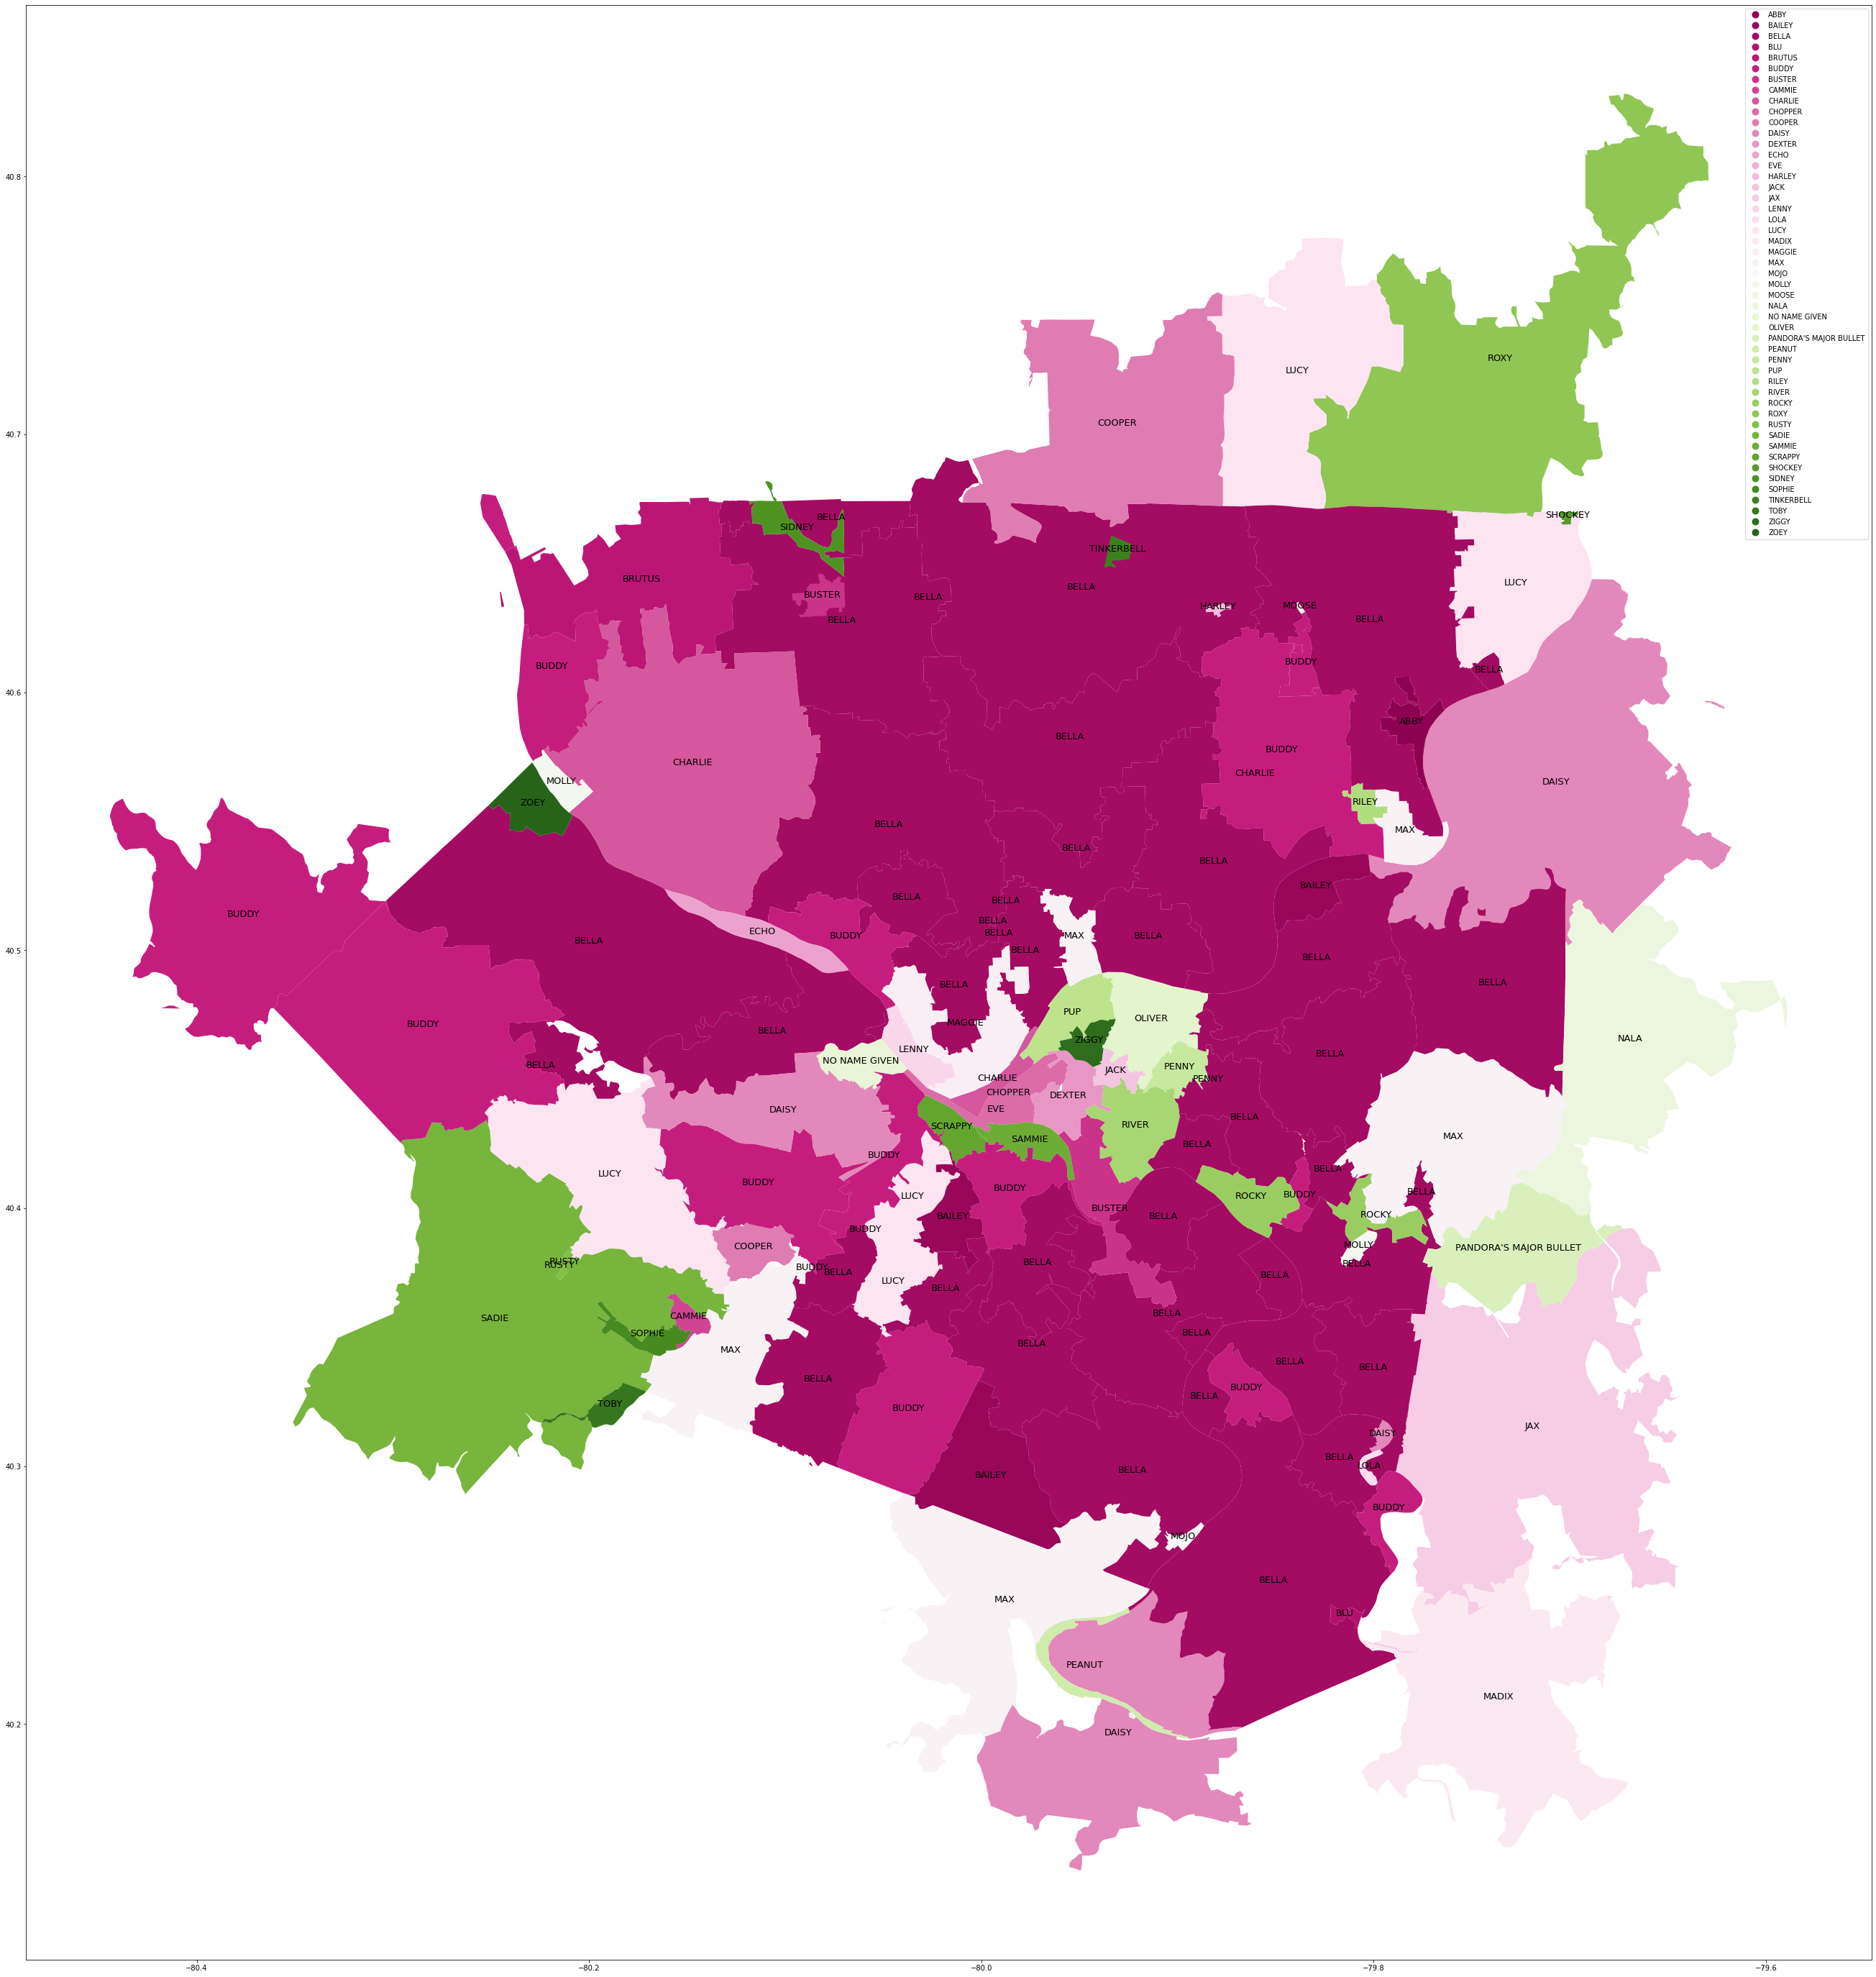 ABBY
BAILEY
BELLA
BLU
BRUTUS
BUDDY
BUSTER
CAMMIE
CHARLIE
CHOPPER
COOPER
DAISY
DEXTER
ECHO
EVE
HARLEY
JACK
JAX
LENNY
LOLA
LUCY
MADIX
MAGGIE
MAX
MOJO
MOLLY
MOOSE
NALA
NO NAME GIVEN
OLIVER
PANDORA'S MAJOR BULLET
PEANUT
PENNY
PUP
RILEY
RIVER
ROCKY
ROXY
RUSTY
SADIE
SAMMIE
SCRAPPY
SHOCKEY
SIDNEY
SOPHIE
TINKERBELL
TOBY
ZIGGY
ZOEY
40.8
ROXY
LUCY
40.7
COOPER
SHOCKEY
BELLA
SIDNEY
TINKERBELL
BRUTUS
LUCY
BELLA
BUSTER
BELLA
HARLEY
MOOSE
BELLA
BELLA
BUDDY
BUDDY
BELLA
40.6
ABBY
BELLA
BUDDY
CHARLIE
CHARLIE
MOLLY
DAISY
ZOEY
RILEY
BELLA
MAX
BELLA
BELLA
BAILEY
BELLA
BELLA
BUDDY
BELLA
ECHO
BELLA
BUDDY
MAX
BELLA
BELLA
40.5
BELLA
BELLA
BELLA
BELLA
PUP
OLIVER
BUDDY
MAGGIE
BELLA
NALA
ZIGGY
LENNY
BELLA
NO NAME GIVEN
BELLA
PENNY
JACK
CHARLIE
PENNY
CHOPPER
DEXTER
DAISY
EVE
BELLA
SCRAPPY
RIVER
MAX
SAMMIE
BELLA
BUDDY
LUCY
BELLA
BUDDY
BUDDY
LUCY
ROCKY
BUDDY
BELLA
40.4
BUSTER
BAILEY
BELLA
ROCKY
BUDDY
COOPER
MOLLY
PANDORA'S MAJOR BULLET
RUSTY
RUSTY
BELLA
BELLA
BUDDY
BELLA
BELLA
LUCY
BELLA
SADIE
CAMMIE
BELLA
SOPHIE
BELLA
BELLA
MAX
BELLA
BELLA
BELLA
BUDDY
BELLA
TOBY
BUDDY
JAX
DAISY
40.3
BELLA
LOLA
BAILEY
BELLA
BUDDY
MOJO
BELLA
MAX
BLU
PEANUT
MADIX
40.2
DAISY
−80.4
−80.2
−80.0
−79.8
−79.6